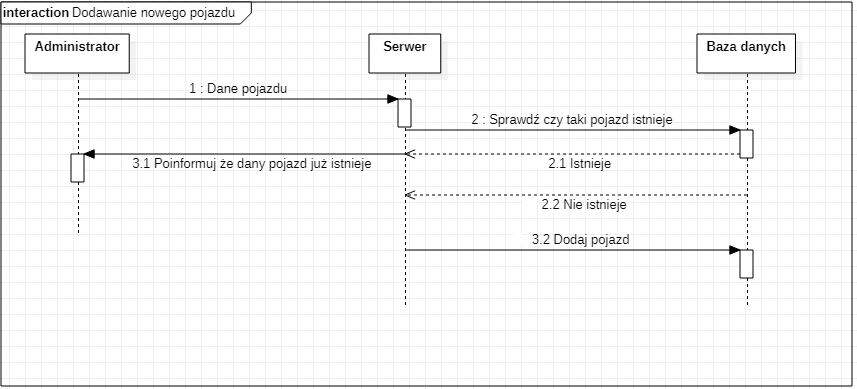 interaction Dodawanie nowego pojazdu
Administrator
Serwer
Baza danych
1 : Dane pojazdu
2 : Sprawdź czy taki pojazd istnieje
3.1 Poinformuj że dany pojazd już istnieje
2.1 Istnieje
2.2 Nie istnieje
3.2 Dodaj pojazd